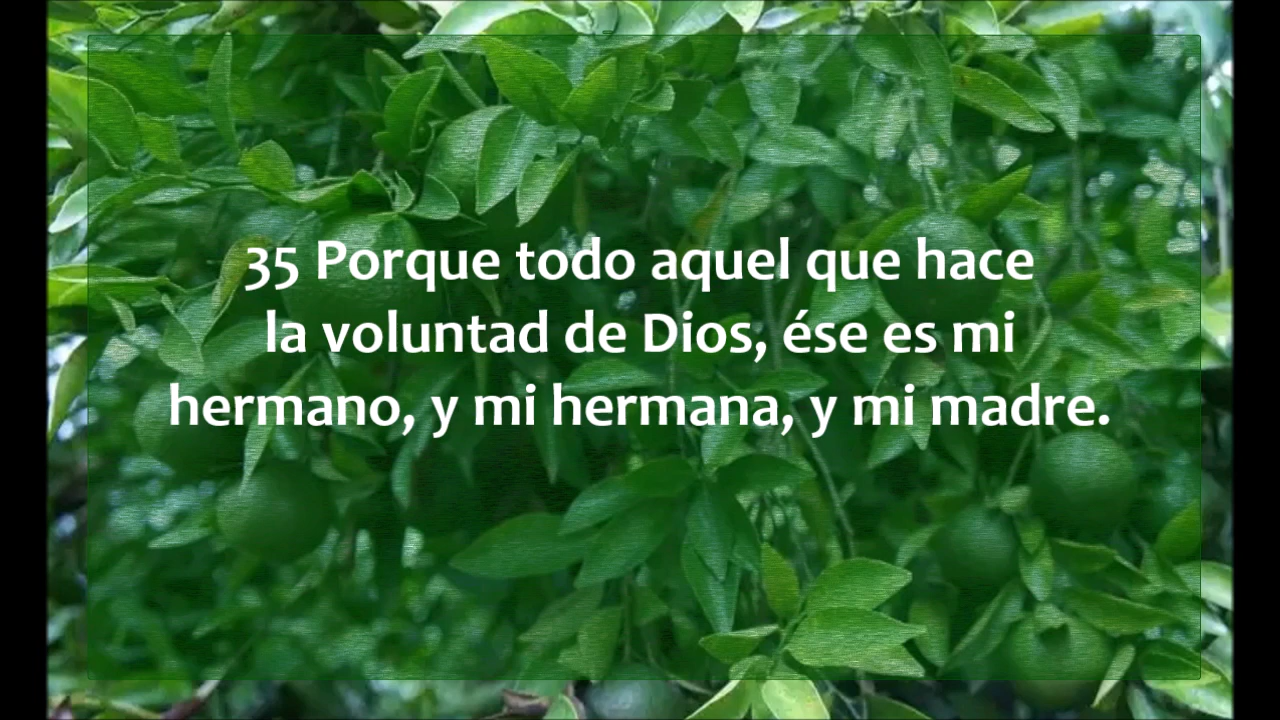 35 Porque todo aquel que hace
la voluntad de Dios, ése es mi
hermano, y mi hermana, y mi madre.